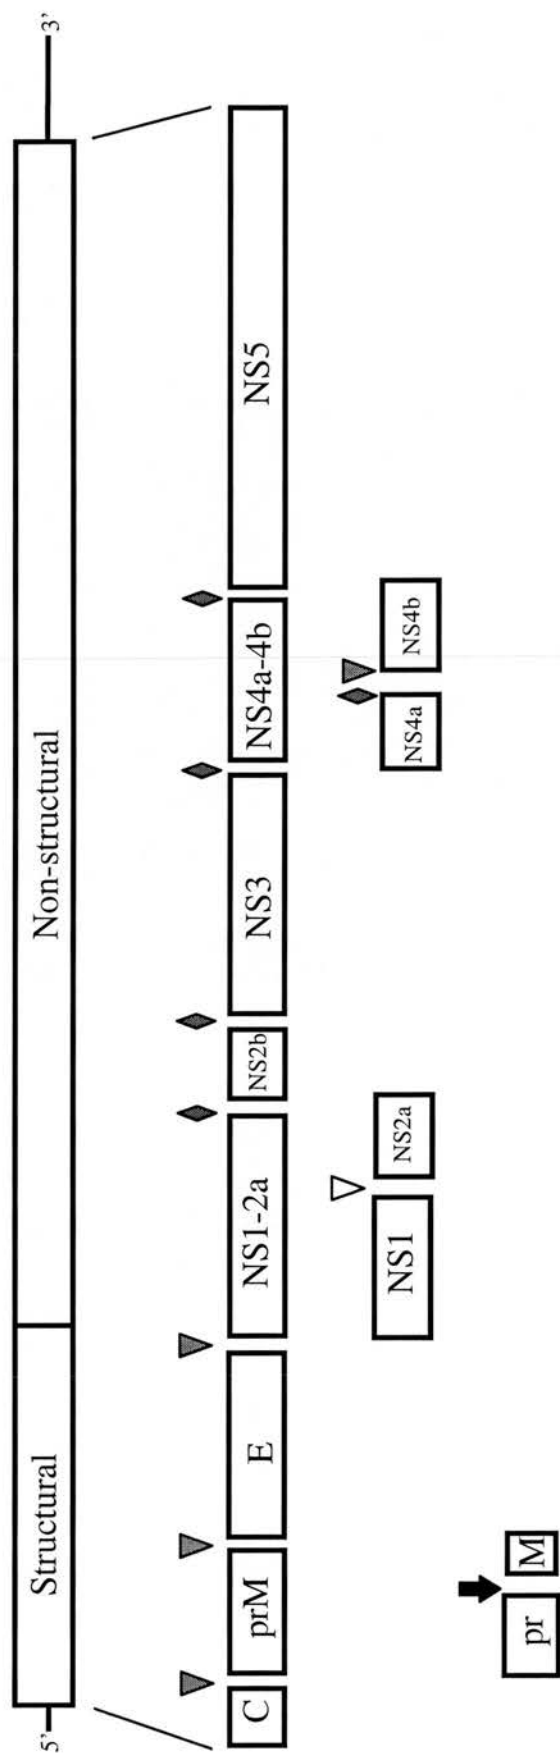 5' Structural Non-structural 3'
C prM E NS1-2a NS2b NS3 NS4a-4b NS5
NS1 NS2a NS4a NS4b
pr M